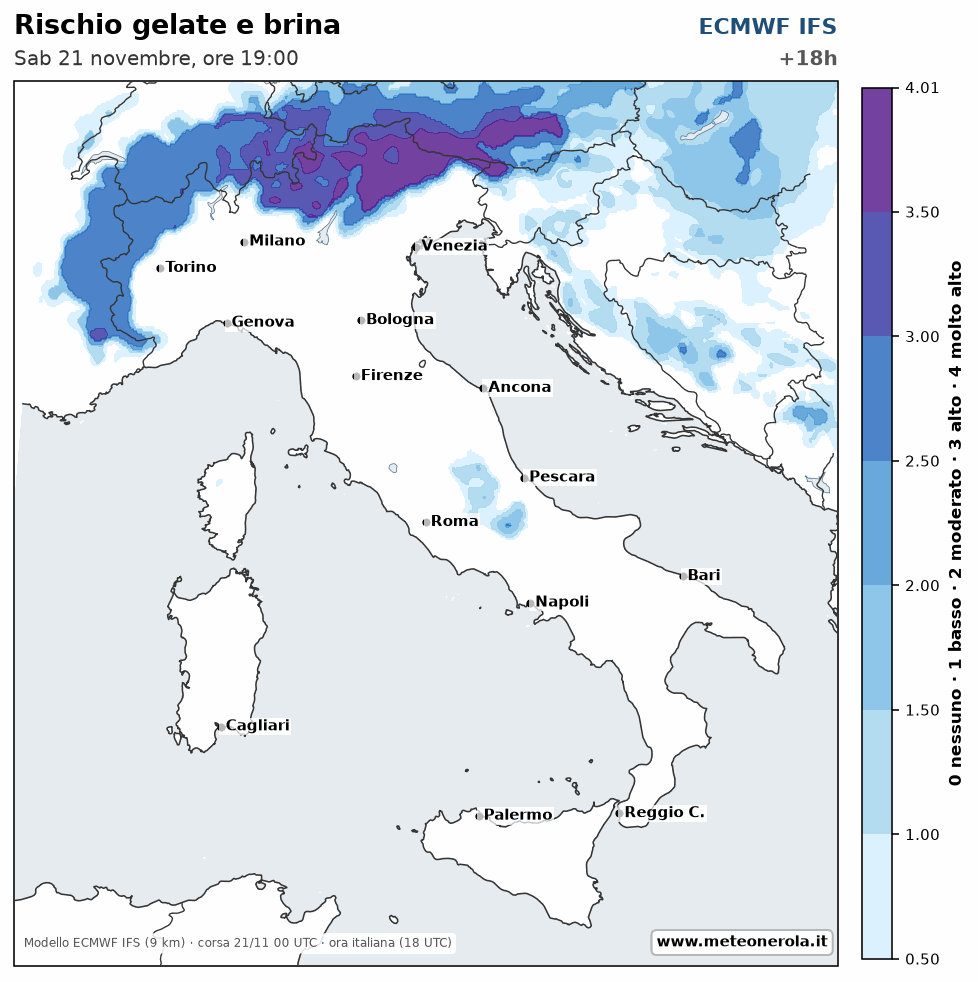 Rischio gelate e brina
ECMWF IFS
Sab 21 novembre, ore 19:00
+18h
4.01
3.50
3.00
2.50
2.00
1.50
1.00
0.50
0 nessuno · 1 basso · 2 moderato · 3 alto · 4 molto alto
Milano
Venezia
Torino
Genova
Bologna
Firenze
Ancona
Pescara
Roma
Bari
Napoli
Cagliari
Palermo
Reggio C.
Modello ECMWF IFS (9 km) · corsa 21/11 00 UTC · ora italiana (18 UTC)
www.meteonerola.it